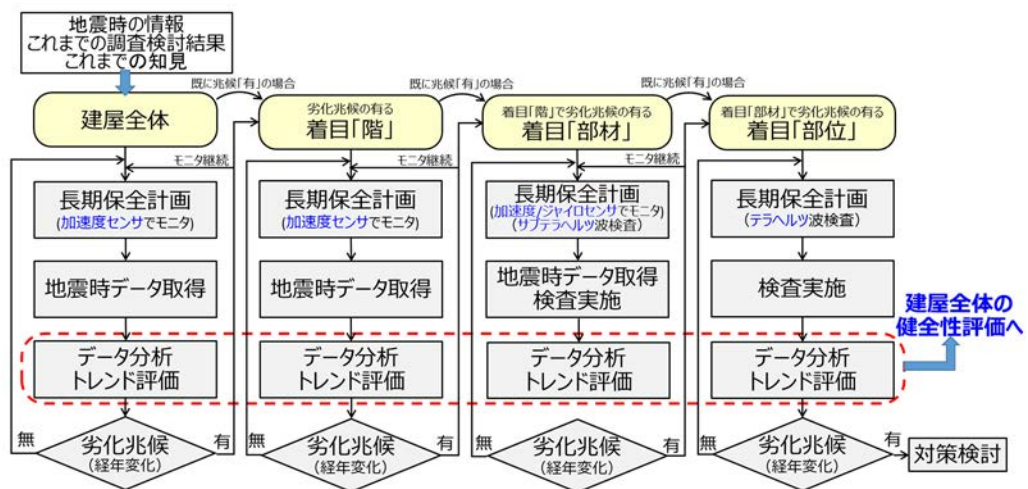 地震時の情報
これまでの調査検討結果
これまでの知見
既に兆候「有」の場合
既に兆候「有」の場合
既に兆候「有」の場合
建屋全体
劣化兆候の有る
着目「階」
着目「階」で劣化兆候の有る
着目「部材」
着目「部材」で劣化兆候の有る
着目「部位」
モニタ継続
モニタ継続
モニタ継続
長期保全計画
(加速度センサでモニタ)
長期保全計画
(加速度センサでモニタ)
長期保全計画
(加速度/ジャイロセンサでモニタ)
(サブテラヘルツ波検査)
長期保全計画
(テラヘルツ波検査)
地震時データ取得
地震時データ取得
地震時データ取得
検査実施
検査実施
建屋全体の
健全性評価へ
データ分析
トレンド評価
データ分析
トレンド評価
データ分析
トレンド評価
データ分析
トレンド評価
無
劣化兆候
(経年変化)
有
無
劣化兆候
(経年変化)
有
無
劣化兆候
(経年変化)
有
無
劣化兆候
(経年変化)
有
対策検討